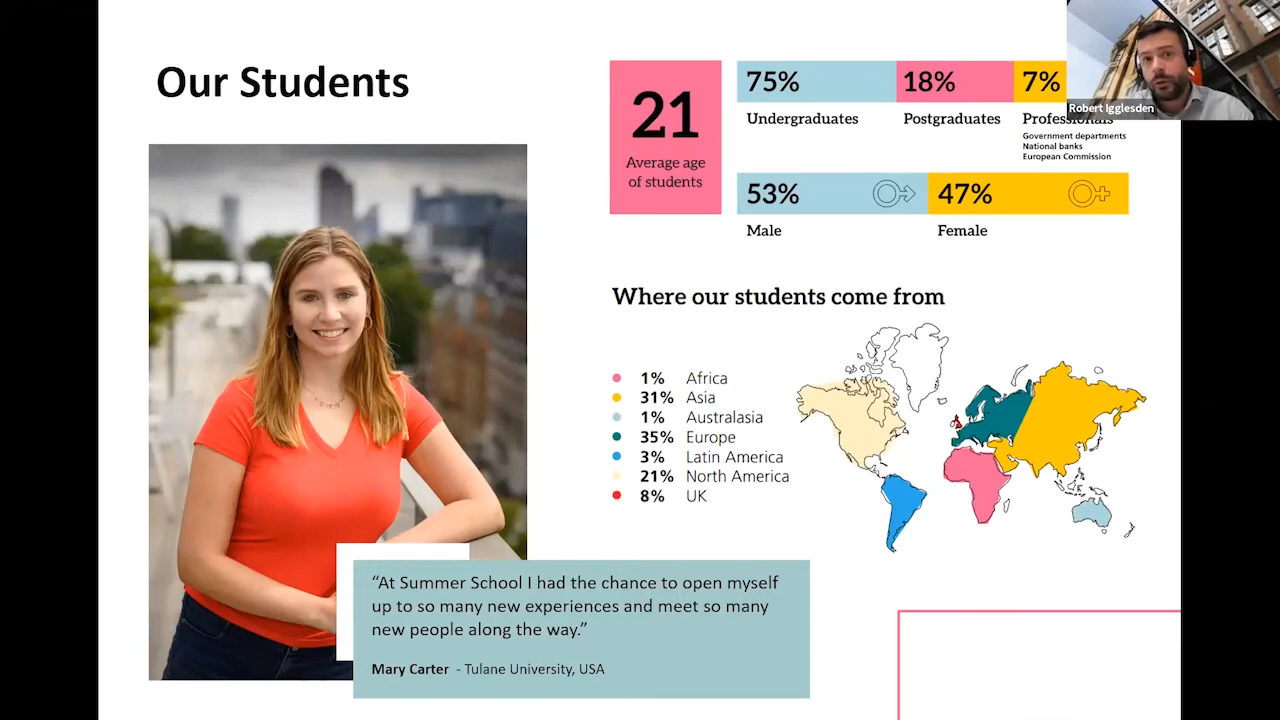 Our Students
21
Average age
of students
75%
Undergraduates
18%
Postgraduates
7%
Professionals
Government departments
National banks
European Commission
53%
Male
47%
Female
Robert Igglesden
Where our students come from
1% Africa
31% Asia
1% Australasia
35% Europe
3% Latin America
21% North America
8% UK
“At Summer School I had the chance to open myself
up to so many new experiences and meet so many
new people along the way.”
Mary Carter - Tulane University, USA